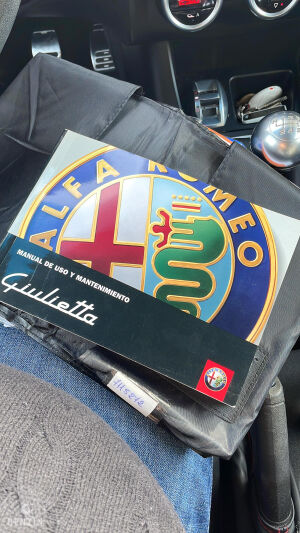 ALFA ROMEO
MANUAL DE USO Y MANTENIMIENTO
Giulietta